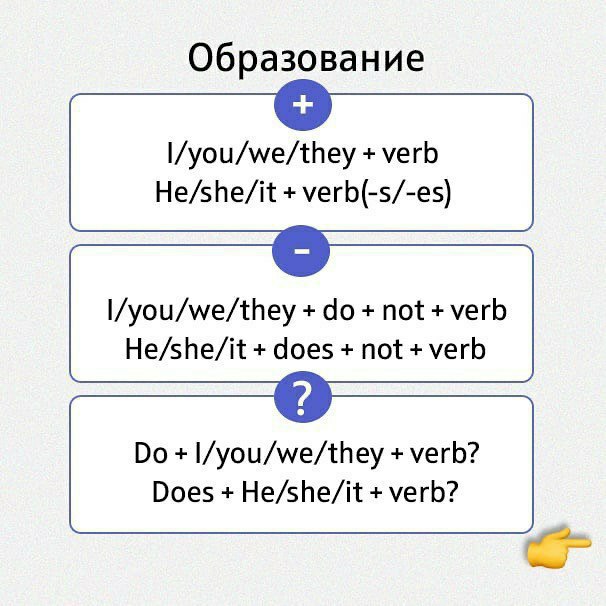 Образование
+
I/you/we/they + verb
He/she/it + verb(-s/-es)
-
I/you/we/they + do + not + verb
He/she/it + does + not + verb
?
Do + I/you/we/they + verb?
Does + He/she/it + verb?